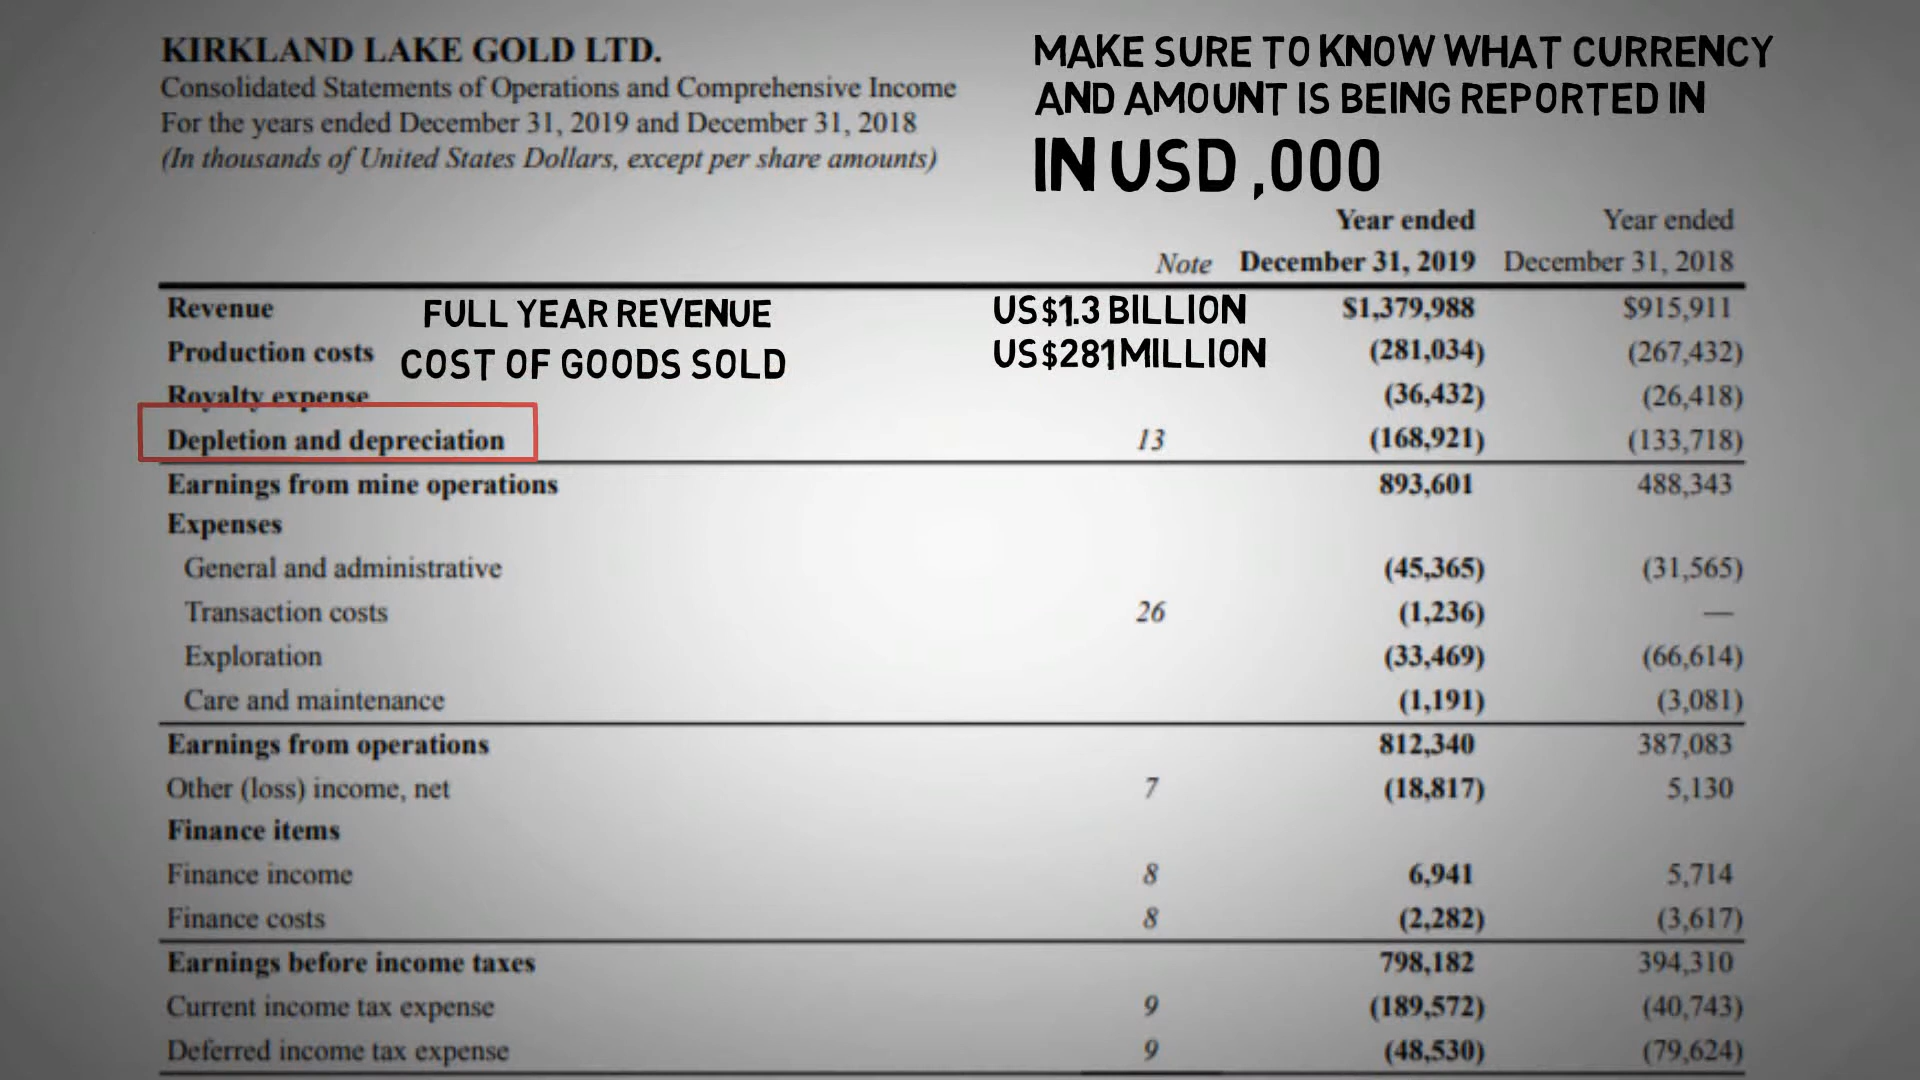 KIRKLAND LAKE GOLD LTD.
Consolidated Statements of Operations and Comprehensive Income
For the years ended December 31, 2019 and December 31, 2018
(In thousands of United States Dollars, except per share amounts)
MAKE SURE TO KNOW WHAT CURRENCY
AND AMOUNT IS BEING REPORTED IN
IN USD ,000
Year ended Year ended
Note December 31, 2019 December 31, 2018
Revenue FULL YEAR REVENUE US$1.3 BILLION $1,379,988 $915,911
Production costs COST OF GOODS SOLD US$281 MILLION (281,034) (267,432)
Royalty expense (36,432) (26,418)
Depletion and depreciation 13 (168,921) (133,718)
Earnings from mine operations 893,601 488,343
Expenses
General and administrative (45,365) (31,565)
Transaction costs 26 (1,236) —
Exploration (33,469) (66,614)
Care and maintenance (1,191) (3,081)
Earnings from operations 812,340 387,083
Other (loss) income, net 7 (18,817) 5,130
Finance items
Finance income 8 6,941 5,714
Finance costs 8 (2,282) (3,617)
Earnings before income taxes 798,182 394,310
Current income tax expense 9 (189,572) (40,743)
Deferred income tax expense 9 (48,530) (79,624)